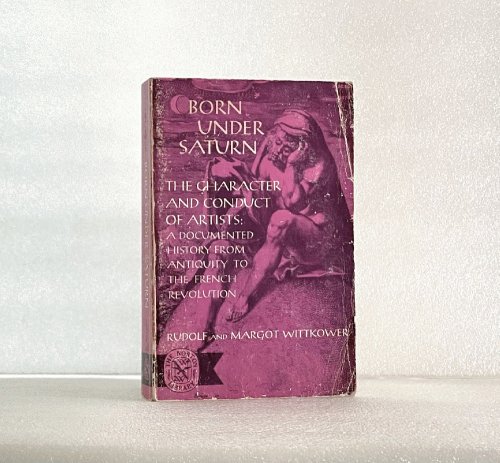 BORN
UNDER
SATURN
THE CHARACTER
AND CONDUCT
OF ARTISTS:
A DOCUMENTED
HISTORY FROM
ANTIQUITY TO
THE FRENCH
REVOLUTION
RUDOLF AND MARGOT WITTKOWER